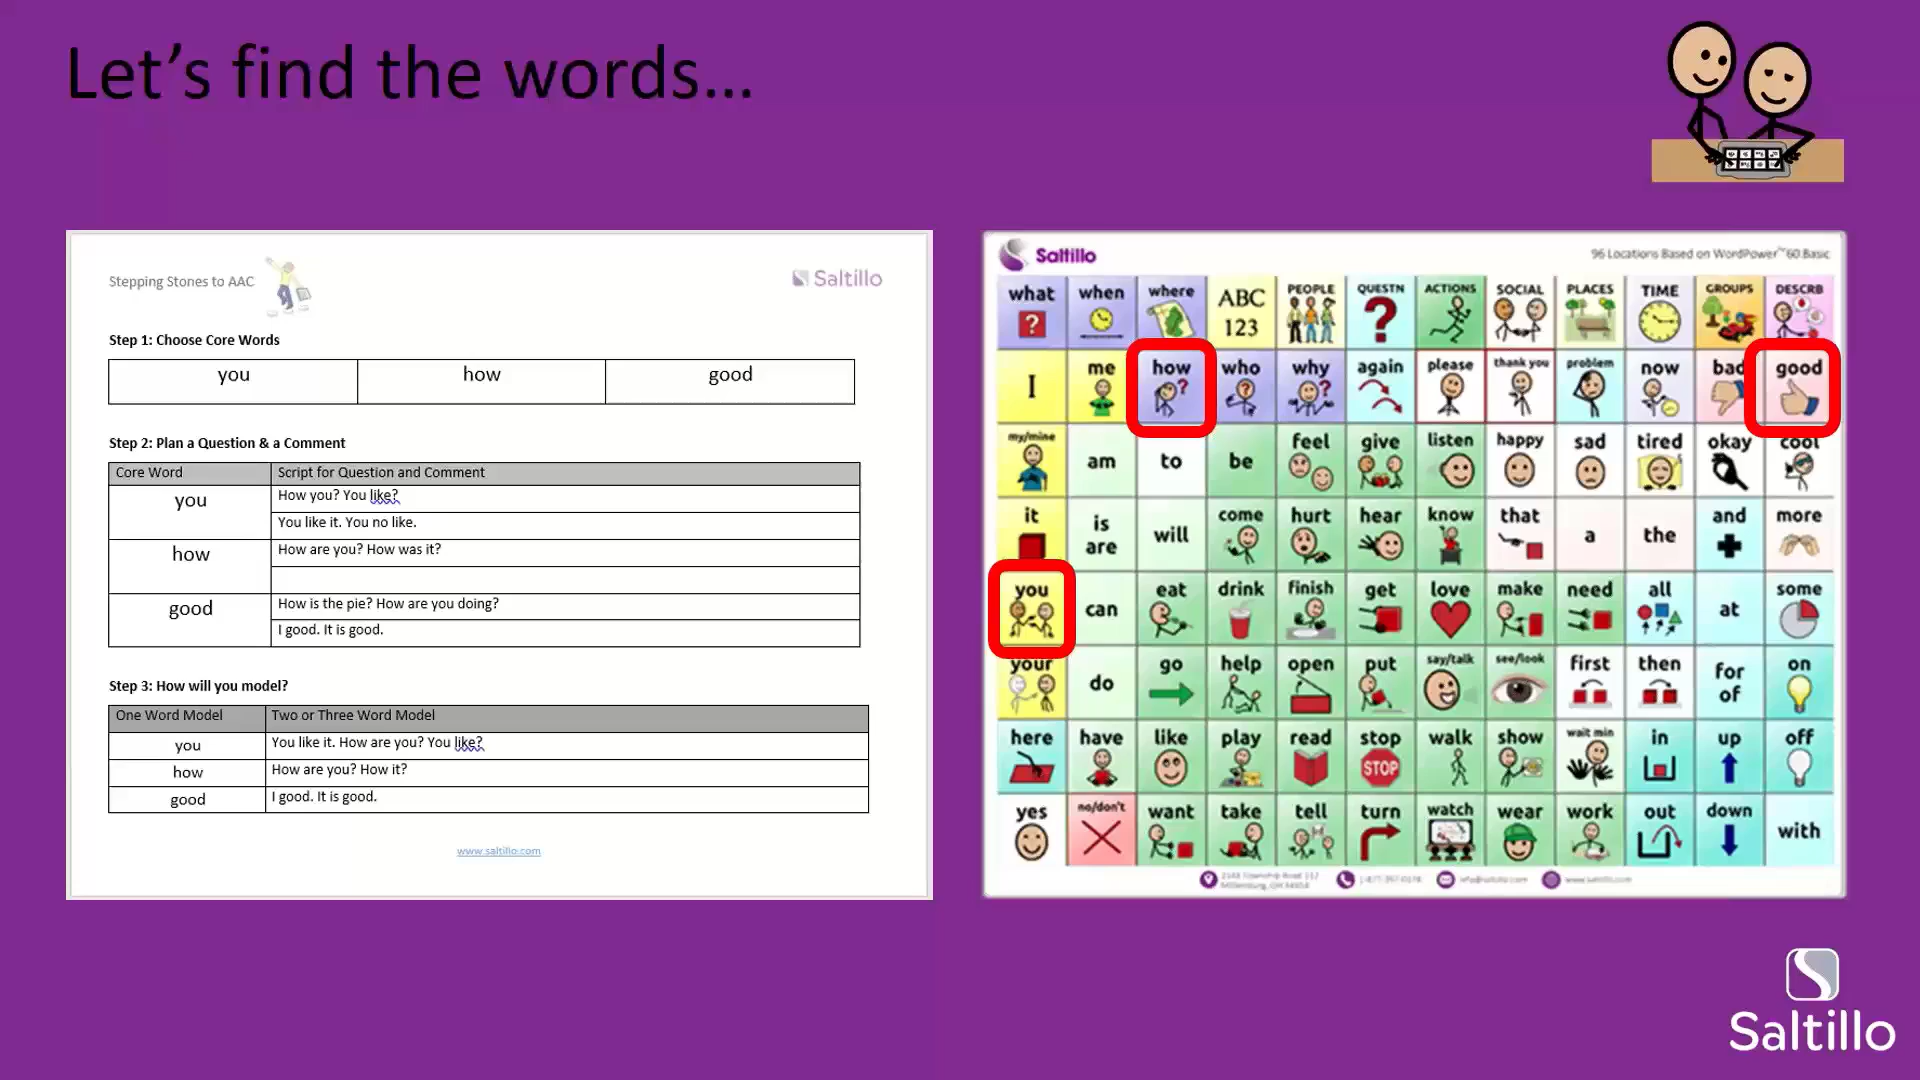 Let's find the words...
Stepping Stones to AAC
Saltillo
Step 1: Choose Core Words
you how good
Step 2: Plan a Question & a Comment
Core Word Script for Question and Comment
you How you? You like?
You like it. You no like.
how How are you? How was it?
good How is the pie? How are you doing?
I good. It is good.
Step 3: How will you model?
One Word Model Two or Three Word Model
you You like it. How are you? You like?
how How are you? How it?
good I good. It is good.
www.saltillo.com
Saltillo 96 Locations Based on WordPower™60 Basic
what when where ABC 123 PEOPLE QUESTN ACTIONS SOCIAL PLACES TIME GROUPS DESCRB
I me how who why again please thank you problem now bad good
my/mine am to be feel give listen happy sad tired okay cool
it is are will come hurt hear know that a the and more
you can eat drink finish get love make need all at some
your do go help open put say/talk see/look first then for of on
here have like play read stop STOP walk show wait min in up off
yes no/don't want take tell turn watch wear work out down with
Saltillo